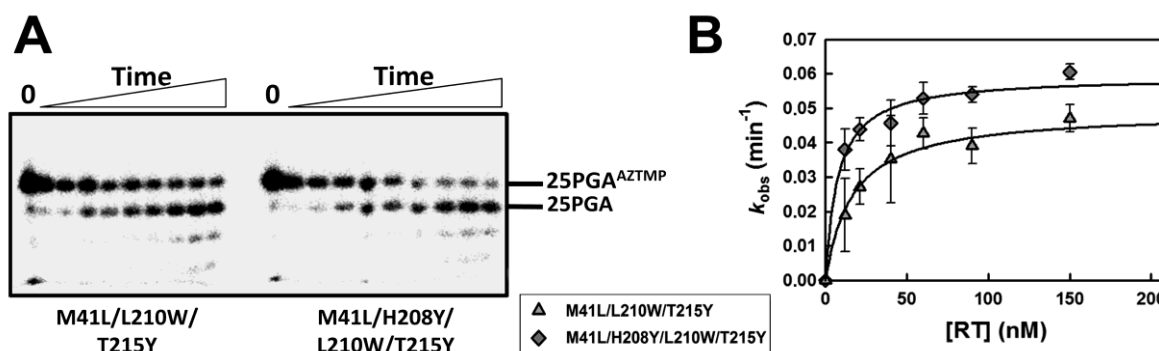 A
0 Time
0 Time
25PGA^AZTMP
25PGA
M41L/L210W/
T215Y
M41L/H208Y/
L210W/T215Y
M41L/L210W/T215Y
M41L/H208Y/L210W/T215Y
B
k_obs (min⁻¹)
0.07
0.06
0.05
0.04
0.03
0.02
0.01
0.00
0 50 100 150 200
[RT] (nM)